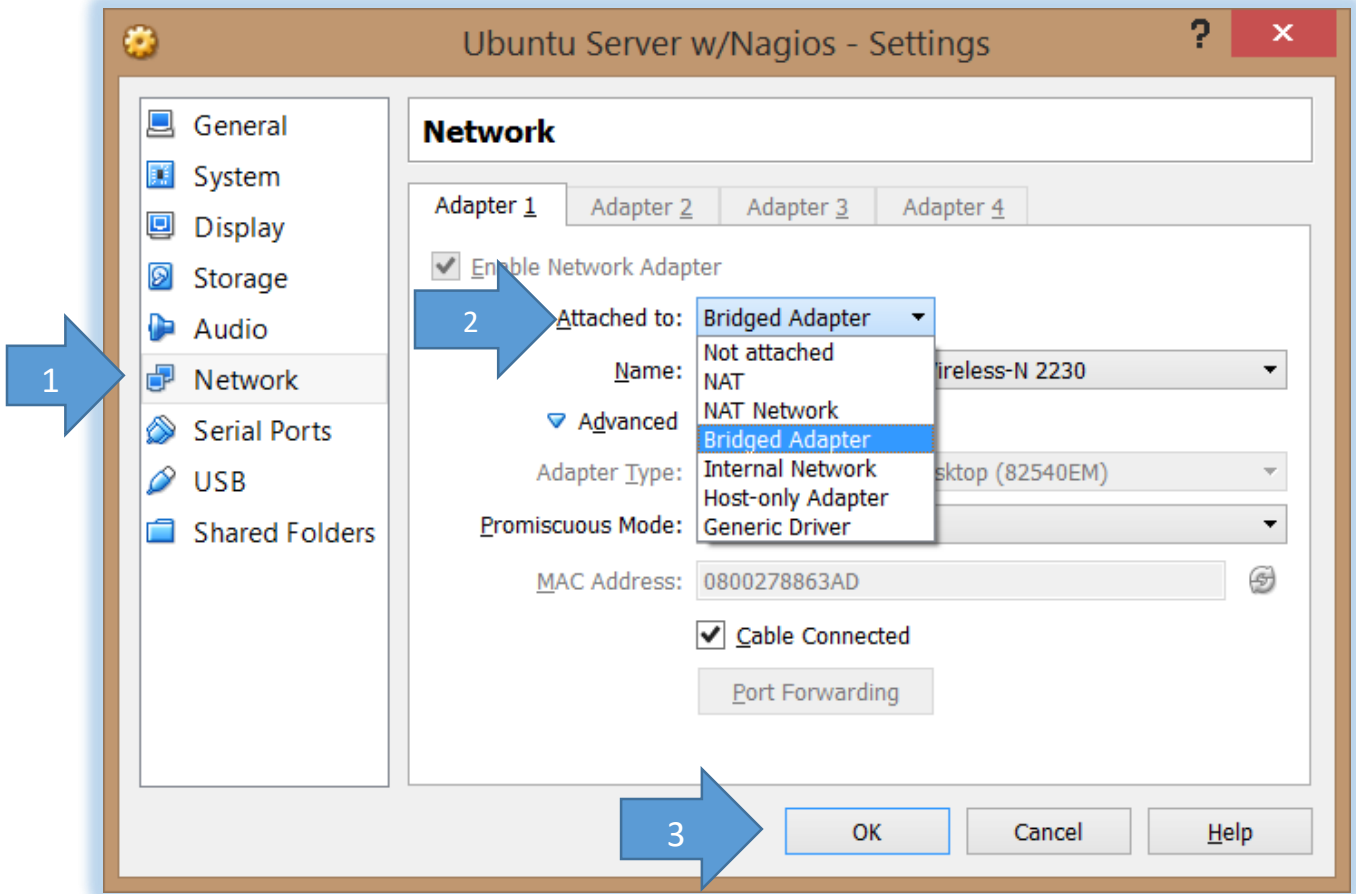 Ubuntu Server w/Nagios - Settings
?
General
System
Display
Storage
Audio
Network
Serial Ports
USB
Shared Folders
1
Network
Adapter 1
Adapter 2
Adapter 3
Adapter 4
Enable Network Adapter
2
Attached to:
Bridged Adapter
Not attached
NAT
NAT Network
Bridged Adapter
Internal Network
Host-only Adapter
Generic Driver
Name:
2230
Advanced
Adapter Type:
(82540EM)
Promiscuous Mode:
MAC Address:
0800278863AD
Cable Connected
Port Forwarding
3
OK
Cancel
Help